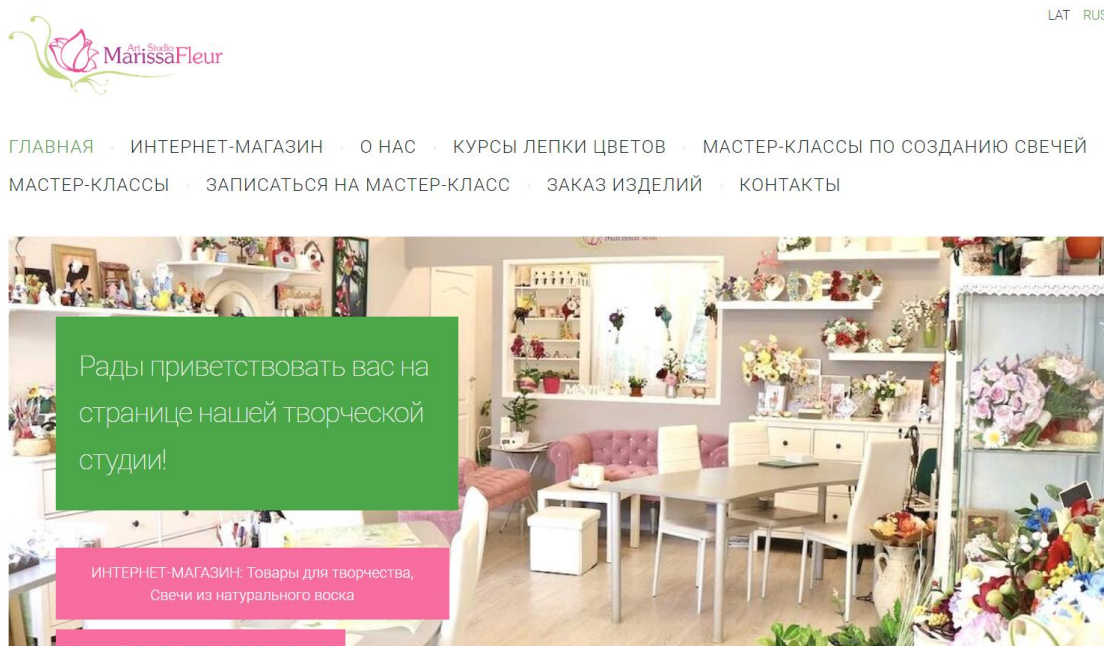 LAT RUS
Art Studio
MarissaFleur
ГЛАВНАЯ · ИНТЕРНЕТ-МАГАЗИН · О НАС · КУРСЫ ЛЕПКИ ЦВЕТОВ · МАСТЕР-КЛАССЫ ПО СОЗДАНИЮ СВЕЧЕЙ
МАСТЕР-КЛАССЫ · ЗАПИСАТЬСЯ НА МАСТЕР-КЛАСС · ЗАКАЗ ИЗДЕЛИЙ · КОНТАКТЫ
Рады приветствовать вас на
странице нашей творческой
студии!
ИНТЕРНЕТ-МАГАЗИН: Товары для творчества,
Свечи из натурального воска